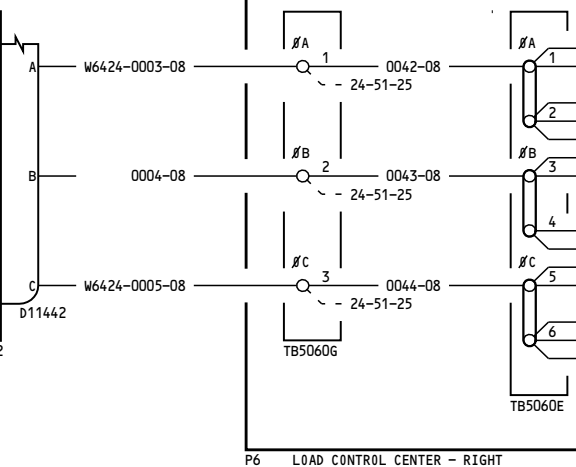 ØA ØA
A W6424-0003-08 1 0042-08 1
24-51-25
2
ØB ØB
B 0004-08 2 0043-08 3
24-51-25
4
ØC ØC
C W6424-0005-08 3 0044-08 5
24-51-25
D11442
6
TB5060G
TB5060E
P6 LOAD CONTROL CENTER - RIGHT